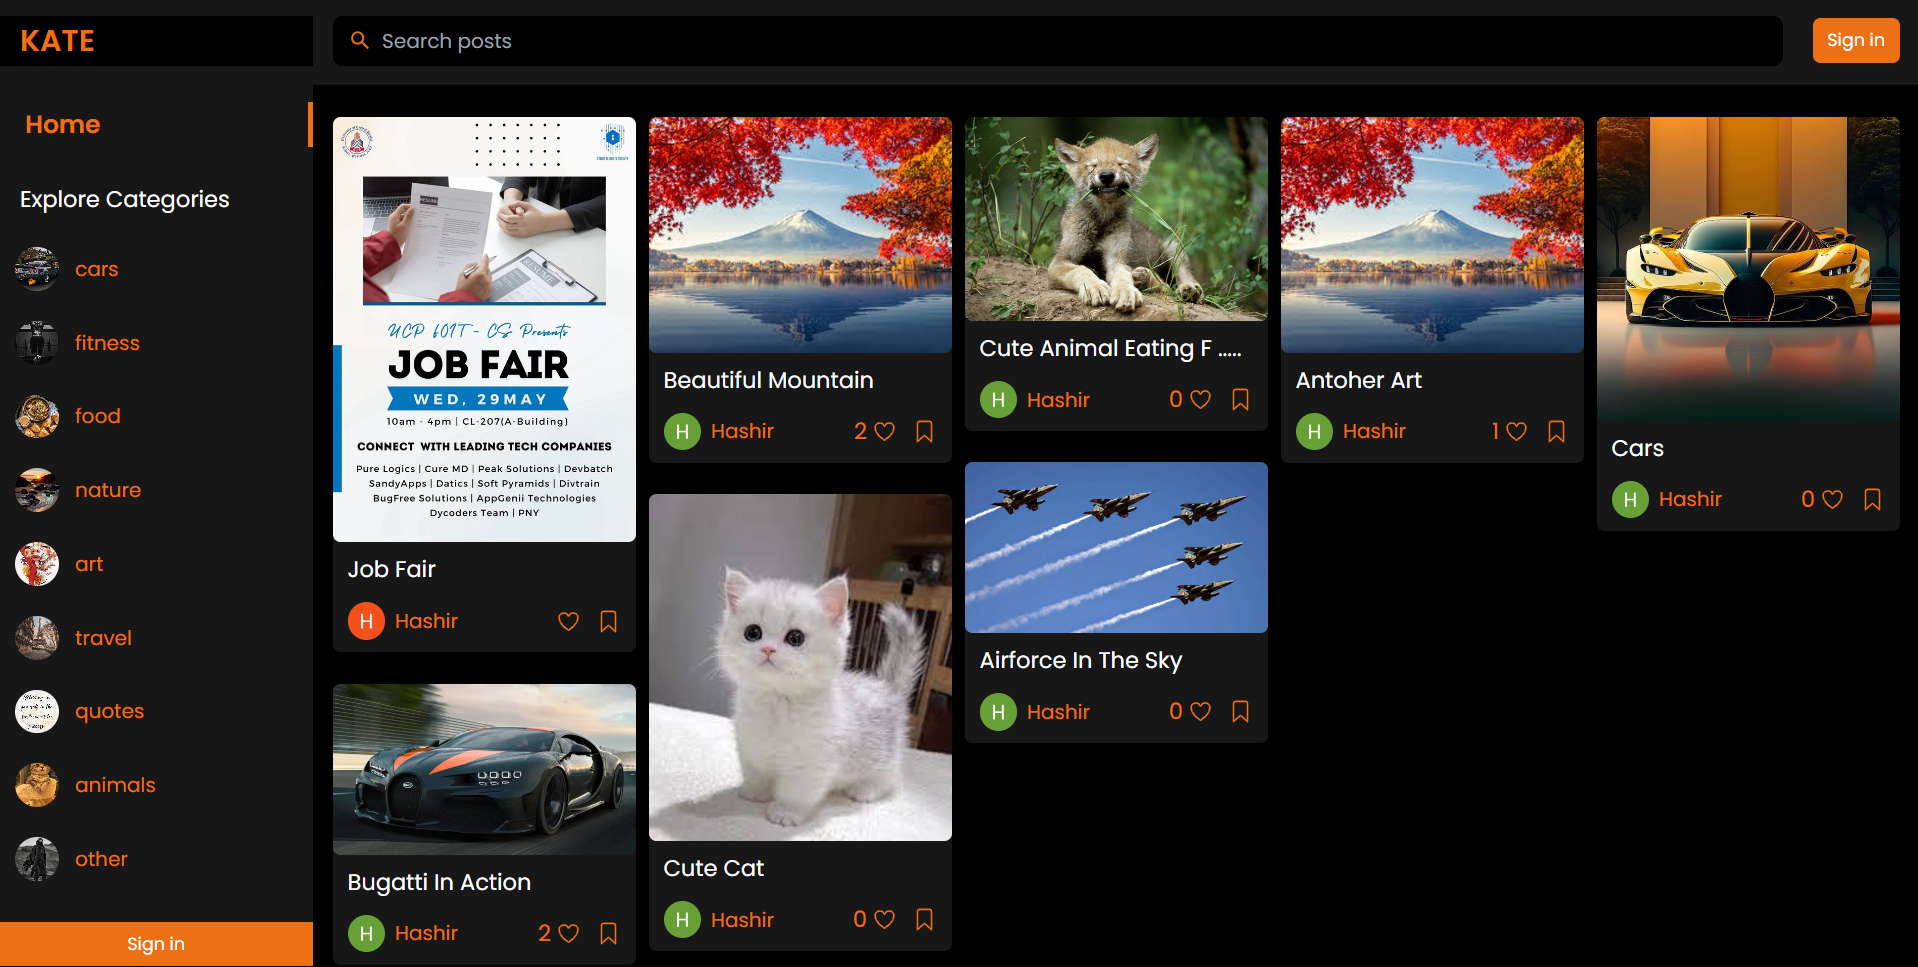 KATE
Search posts
Sign in
Home
Explore Categories
cars
fitness
food
nature
art
travel
quotes
animals
other
Sign in
RESUME
RESUME
UCP FOIT - CS Presents
JOB FAIR
WED, 29MAY
10am - 4pm | CL-207(A-Building)
CONNECT WITH LEADING TECH COMPANIES
Pure Logics | Cure MD | Peak Solutions | Devbatch
SandyApps | Datics | Soft Pyramids | Divtrain
BugFree Solutions | AppGenii Technologies
Dycoders Team | PNY
Job Fair
H Hashir
Bugatti In Action
H Hashir 2
Beautiful Mountain
H Hashir 2
Cute Cat
H Hashir 0
Cute Animal Eating F .....
H Hashir 0
Airforce In The Sky
H Hashir 0
Antoher Art
H Hashir 1
Cars
H Hashir 0